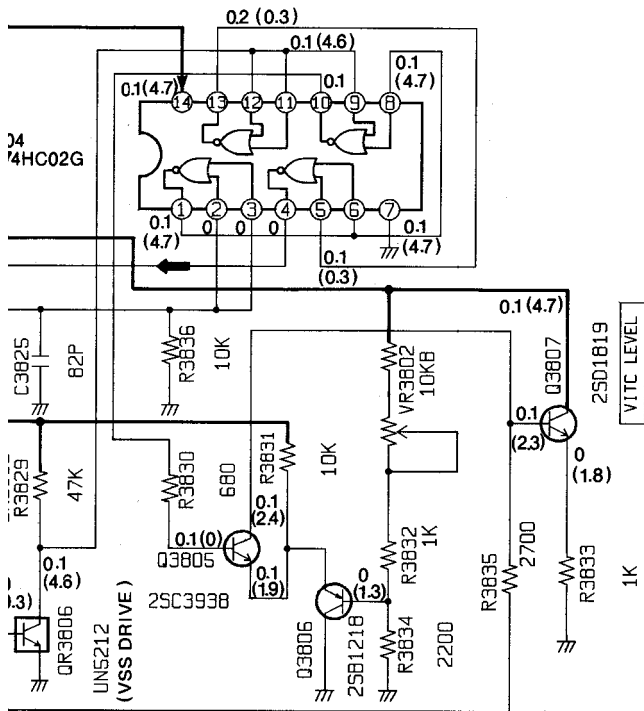 0.2 (0.3)
0.1 (4.6)
0.1
(4.7)
0.1
0.1 (4.7)
14 13 12 11 10 9 8
04
74HC02G
1 2 3 4 5 6 7
0.1
(4.7)
0 0 0
0.1
(4.7)
0.1
(0.3)
0.1 (4.7)
C3825
82P
R3836
10K
VR3802
10KB
Q3807
2SD1819
VITC LEVEL
0.1
(2.3)
0
(1.8)
R3829
47K
R3830
680
R3831
10K
0.1
(2.4)
0.1(0)
Q3805
0.1
(1.9)
2SC3938
R3832
1K
R3835
2700
R3833
1K
0.1
(4.6)
0
(1.3)
0.3)
QR3806
UN5212
(VSS DRIVE)
Q3806
2SB1218
R3834
2200